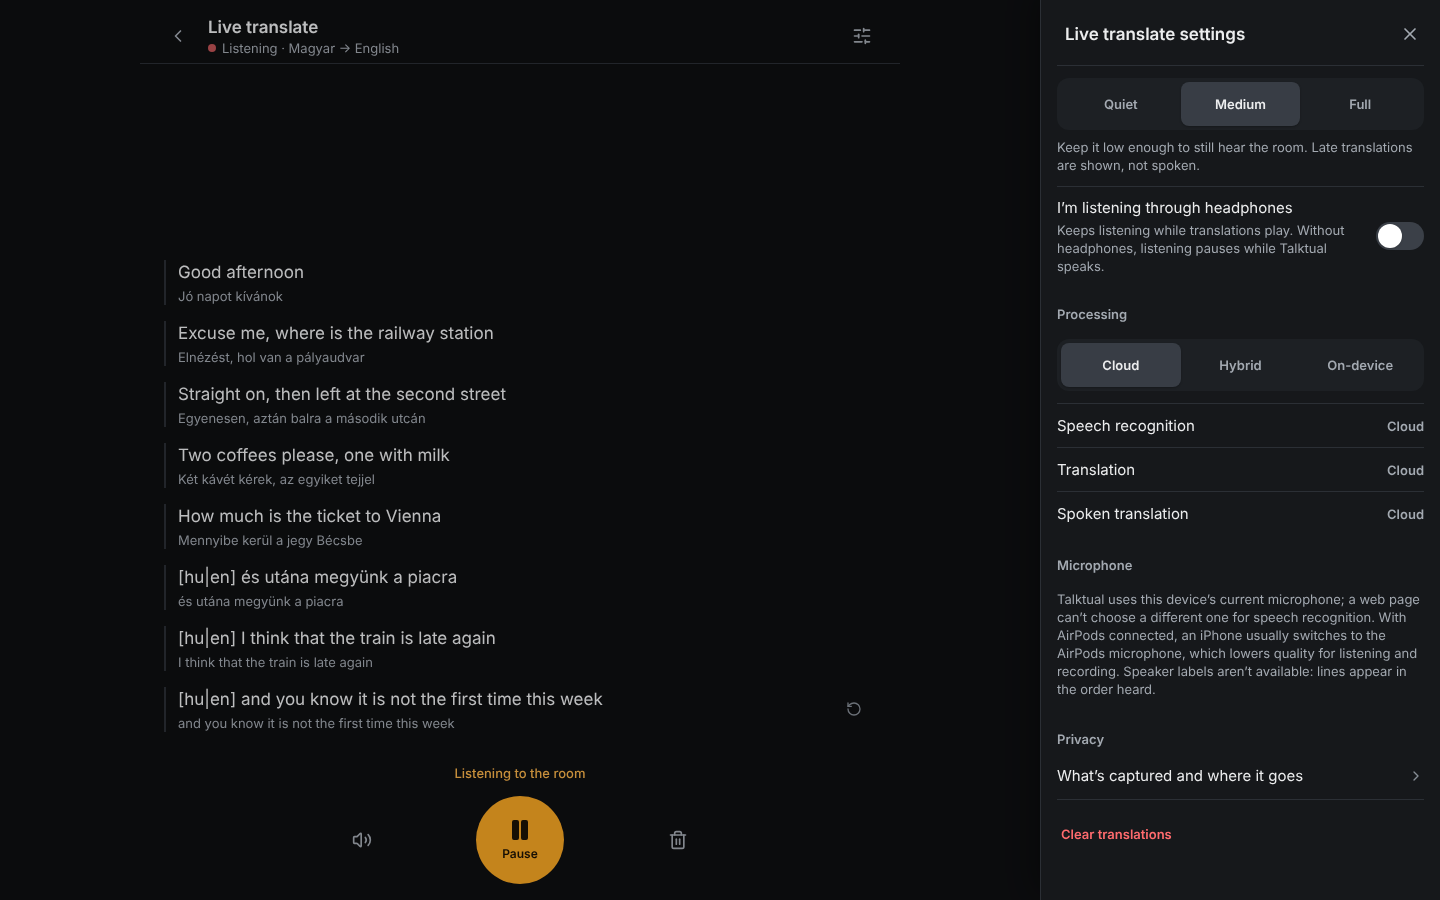 Live translate
Listening · Magyar → English
Good afternoon
Jó napot kívánok
Excuse me, where is the railway station
Elnézést, hol van a pályaudvar
Straight on, then left at the second street
Egyenesen, aztán balra a második utcán
Two coffees please, one with milk
Két kávét kérek, az egyiket tejjel
How much is the ticket to Vienna
Mennyibe kerül a jegy Bécsbe
[hu|en] és utána megyünk a piacra
és utána megyünk a piacra
[hu|en] I think that the train is late again
I think that the train is late again
[hu|en] and you know it is not the first time this week
and you know it is not the first time this week
Listening to the room
Pause
Live translate settings
Quiet Medium Full
Keep it low enough to still hear the room. Late translations
are shown, not spoken.
I’m listening through headphones
Keeps listening while translations play. Without
headphones, listening pauses while Talktual
speaks.
Processing
Cloud Hybrid On-device
Speech recognition Cloud
Translation Cloud
Spoken translation Cloud
Microphone
Talktual uses this device’s current microphone; a web page
can’t choose a different one for speech recognition. With
AirPods connected, an iPhone usually switches to the
AirPods microphone, which lowers quality for listening and
recording. Speaker labels aren’t available: lines appear in
the order heard.
Privacy
What’s captured and where it goes
Clear translations